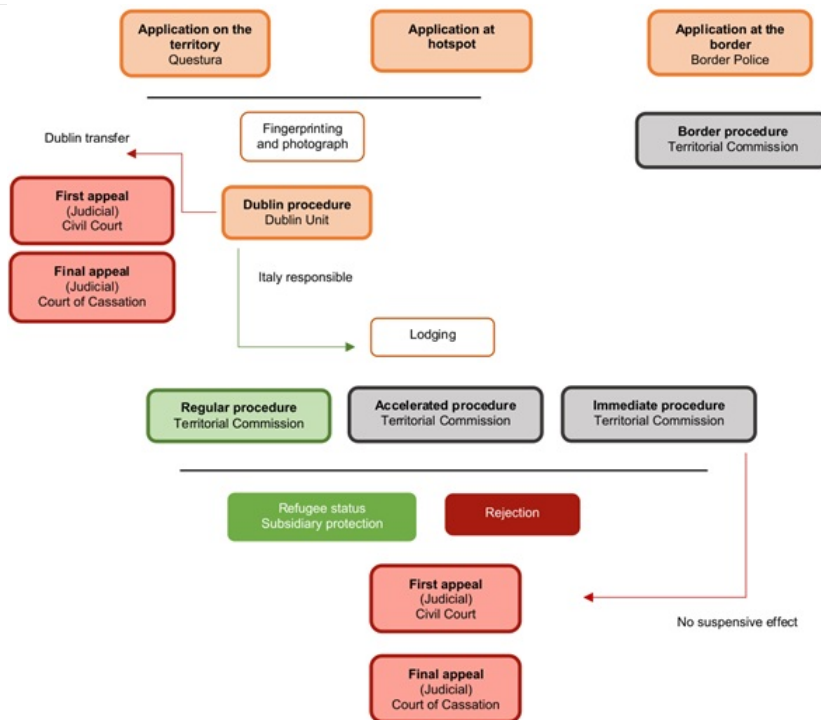 Application on the
territory
Questura
Application at
hotspot
Application at the
border
Border Police
Fingerprinting
and photograph
Border procedure
Territorial Commission
Dublin transfer
First appeal
(Judicial)
Civil Court
Dublin procedure
Dublin Unit
Final appeal
(Judicial)
Court of Cassation
Italy responsible
Lodging
Regular procedure
Territorial Commission
Accelerated procedure
Territorial Commission
Immediate procedure
Territorial Commission
Refugee status
Subsidiary protection
Rejection
First appeal
(Judicial)
Civil Court
No suspensive effect
Final appeal
(Judicial)
Court of Cassation